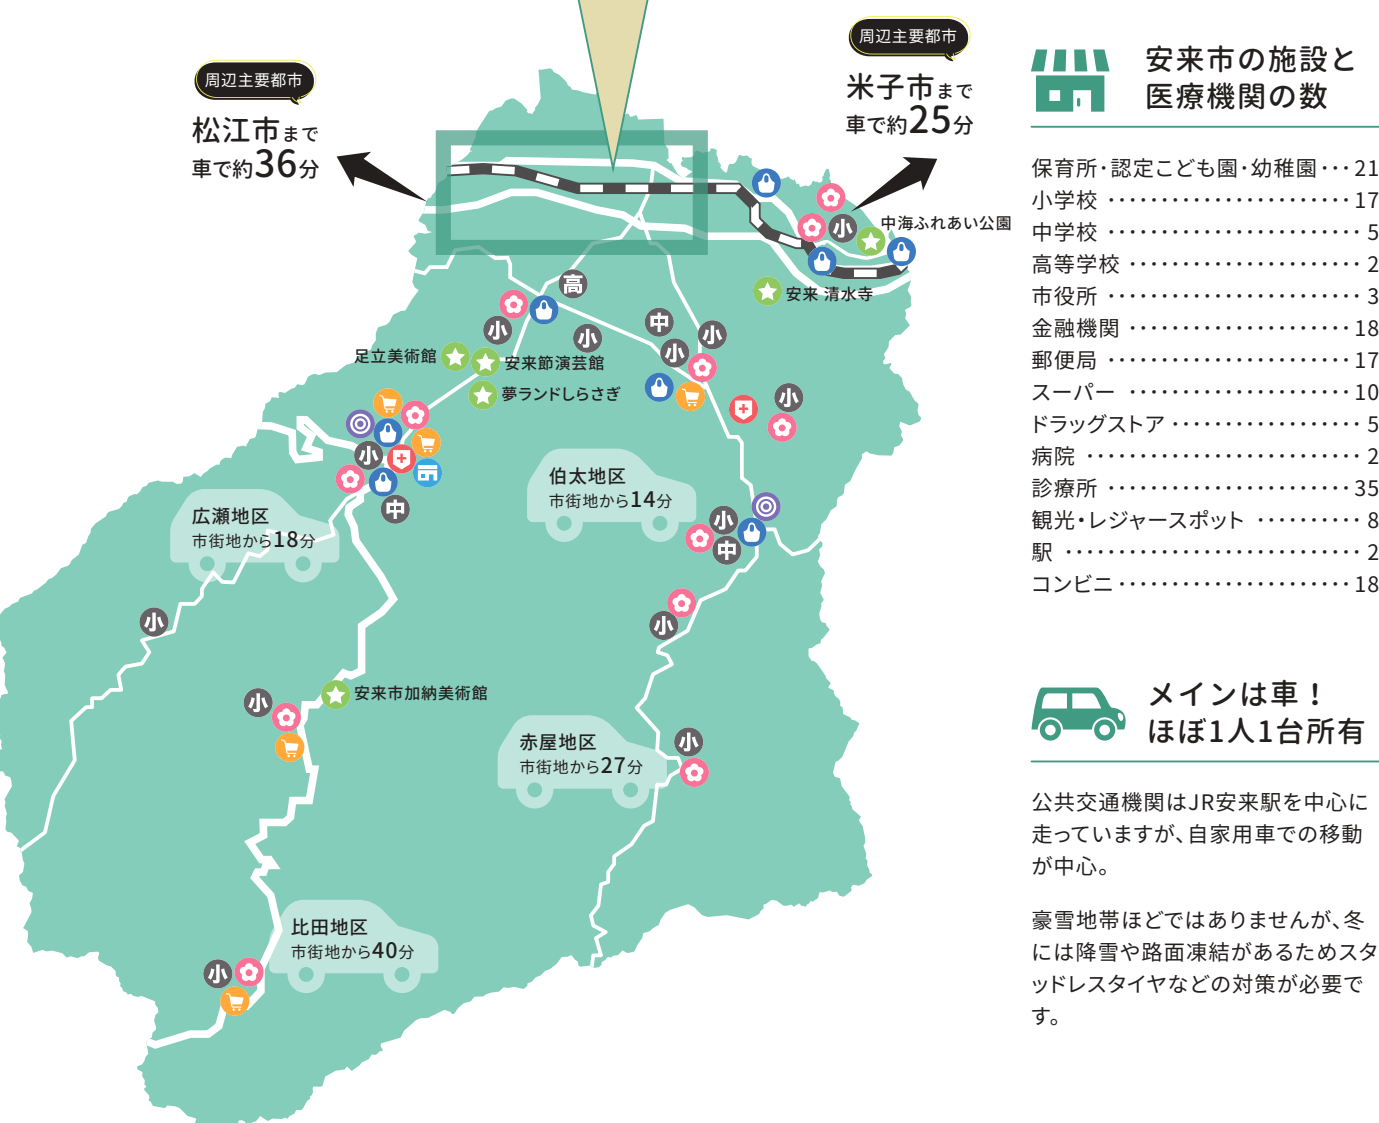 周辺主要都市
松江市まで
車で約36分
周辺主要都市
米子市まで
車で約25分
小
中海ふれあい公園
安来 清水寺
高
小
小
中
小
小
足立美術館
安来節演芸館
夢ランドしらさぎ
小
小
中
伯太地区
市街地から14分
広瀬地区
市街地から18分
小
中
小
小
小
安来市加納美術館
赤屋地区
市街地から27分
小
比田地区
市街地から40分
小
安来市の施設と
医療機関の数
保育所・認定こども園・幼稚園・・・21
小学校・・・・・・・・・・・・・・・・・・・・・・・17
中学校・・・・・・・・・・・・・・・・・・・・・・・・5
高等学校・・・・・・・・・・・・・・・・・・・・・・・2
市役所・・・・・・・・・・・・・・・・・・・・・・・・3
金融機関・・・・・・・・・・・・・・・・・・・・・18
郵便局・・・・・・・・・・・・・・・・・・・・・・・17
スーパー・・・・・・・・・・・・・・・・・・・・・・10
ドラッグストア・・・・・・・・・・・・・・・・・・5
病院・・・・・・・・・・・・・・・・・・・・・・・・・・2
診療所・・・・・・・・・・・・・・・・・・・・・・・35
観光・レジャースポット・・・・・・・・・・8
駅・・・・・・・・・・・・・・・・・・・・・・・・・・・・2
コンビニ・・・・・・・・・・・・・・・・・・・・・・18
メインは車！
ほぼ1人1台所有
公共交通機関はJR安来駅を中心に
走っていますが、自家用車での移動
が中心。
豪雪地帯ほどではありませんが、冬
には降雪や路面凍結があるためスタ
ッドレスタイヤなどの対策が必要で
す。